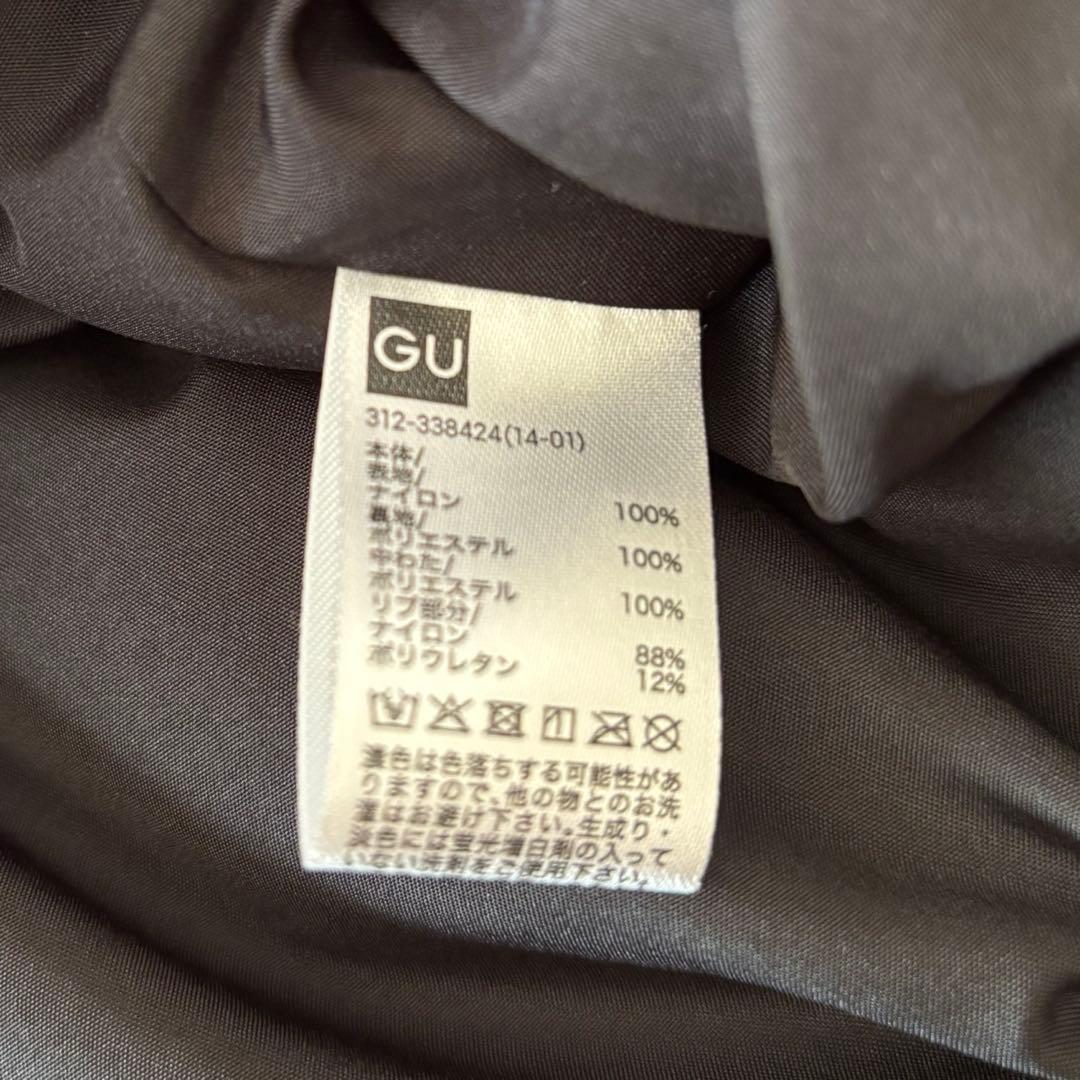 GU
312-338424(14-01)
本体/
表地/
ナイロン 100%
裏地/
ポリエステル 100%
中わた/
ポリエステル 100%
リブ部分/
ナイロン 88%
ポリウレタン 12%
濃色は色落ちする可能性があ
りますので、他の物とのお洗
濯はお避け下さい。生成り・
淡色には蛍光増白剤の入って
いない洗剤をご使用下さい。